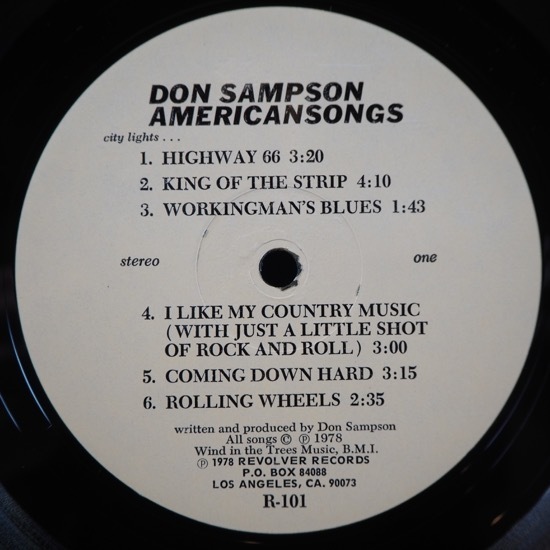 DON SAMPSON
AMERICANSONGS
city lights . . .
1. HIGHWAY 66 3:20
2. KING OF THE STRIP 4:10
3. WORKINGMAN'S BLUES 1:43
stereo one
4. I LIKE MY COUNTRY MUSIC
(WITH JUST A LITTLE SHOT
OF ROCK AND ROLL) 3:00
5. COMING DOWN HARD 3:15
6. ROLLING WHEELS 2:35
written and produced by Don Sampson
All songs © ℗ 1978
Wind in the Trees Music, B.M.I.
℗ 1978 REVOLVER RECORDS
P.O. BOX 84088
LOS ANGELES, CA. 90073
R-101